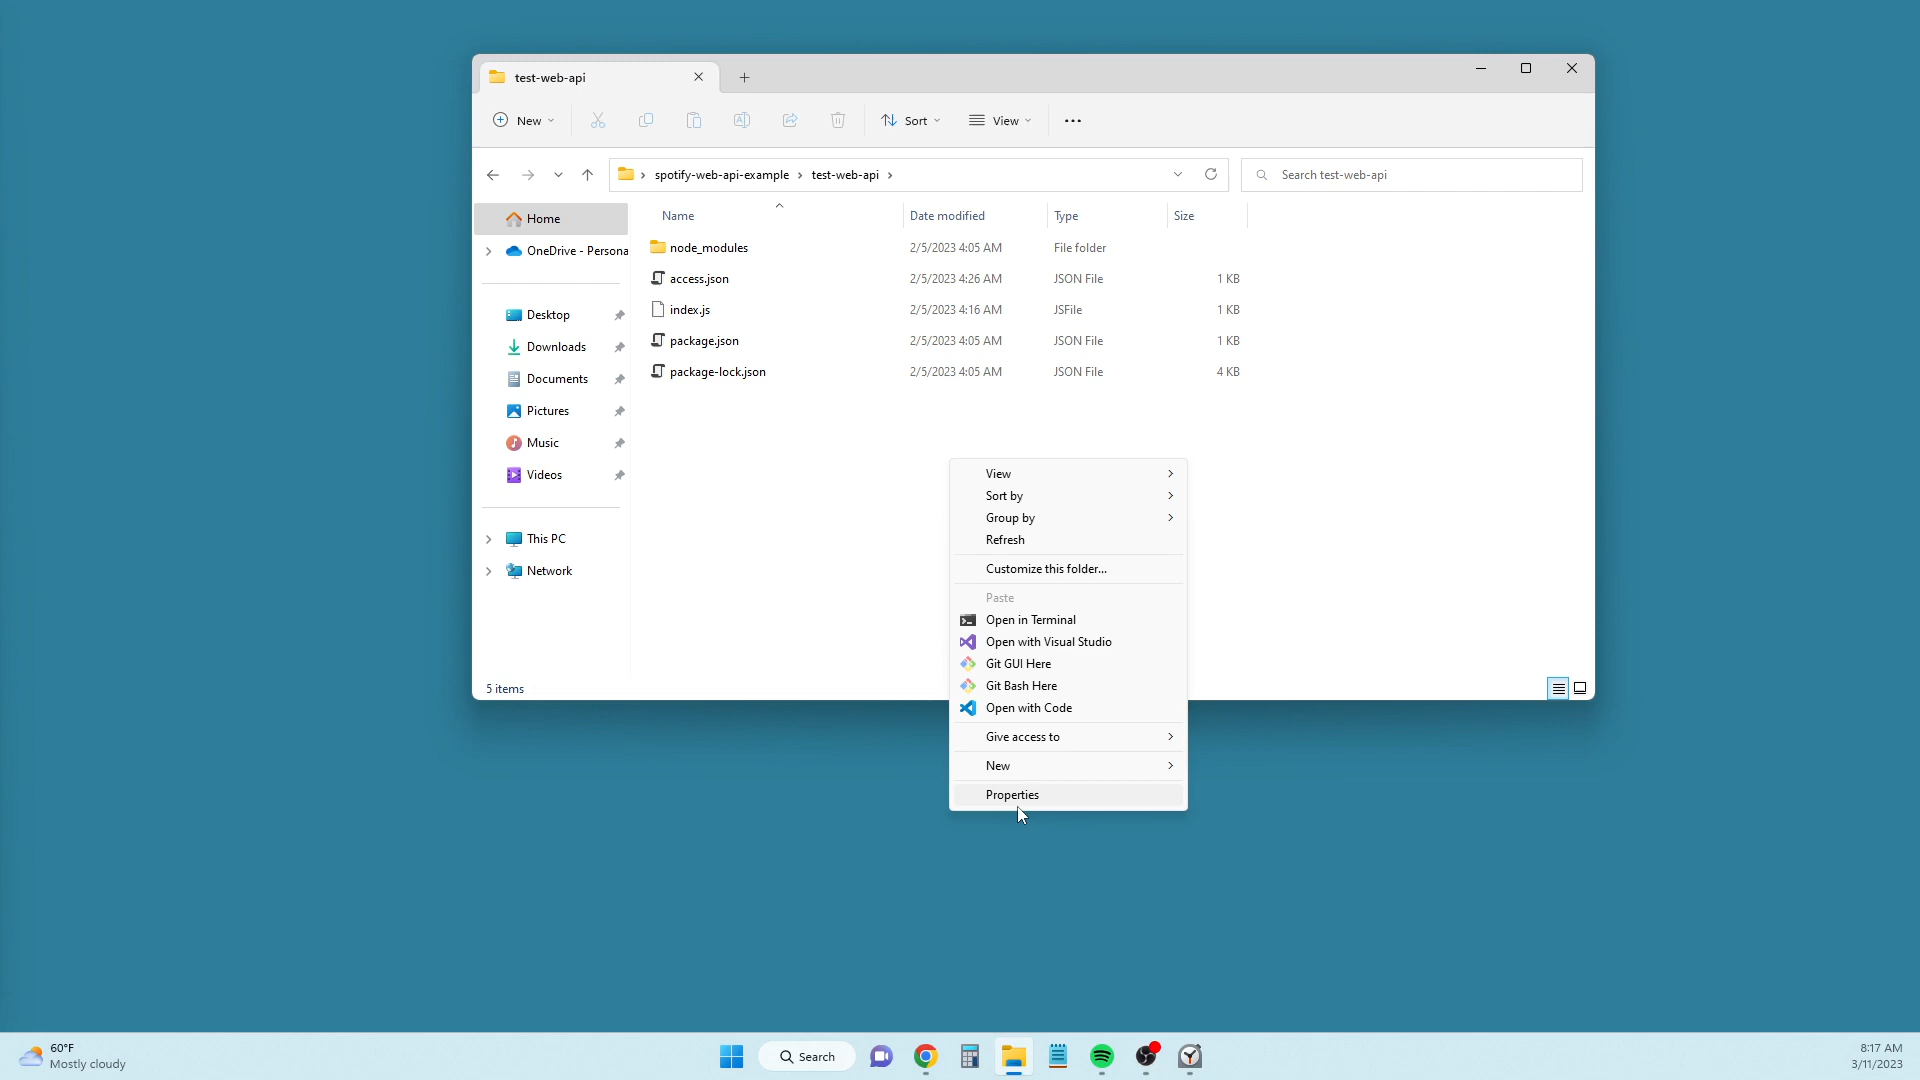 test-web-api
New
Sort
View
spotify-web-api-example
test-web-api
Search test-web-api
Home
OneDrive - Persona
Desktop
Downloads
Documents
Pictures
Music
Videos
This PC
Network
Name Date modified Type Size
node_modules 2/5/2023 4:05 AM File folder
access.json 2/5/2023 4:26 AM JSON File 1 KB
index.js 2/5/2023 4:16 AM JSFile 1 KB
package.json 2/5/2023 4:05 AM JSON File 1 KB
package-lock.json 2/5/2023 4:05 AM JSON File 4 KB
View
Sort by
Group by
Refresh
Customize this folder...
Paste
Open in Terminal
Open with Visual Studio
Git GUI Here
Git Bash Here
Open with Code
Give access to
New
Properties
5 items
60°F
Mostly cloudy
Search
8:17 AM
3/11/2023